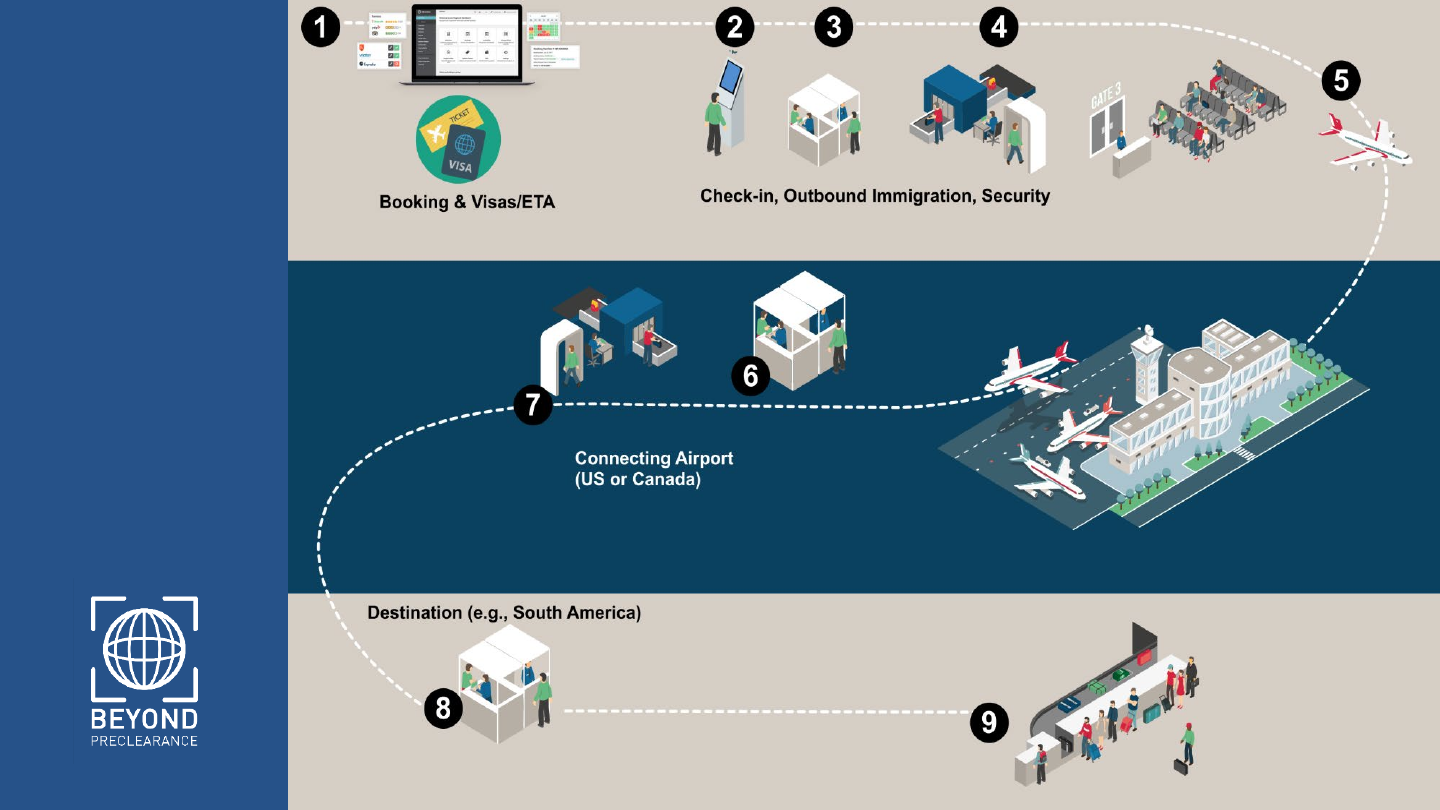 1
2
3
4
5
TICKET
VISA
GATE 3
Booking & Visas/ETA
Check-in, Outbound Immigration, Security
6
7
Connecting Airport
(US or Canada)
Destination (e.g., South America)
8
9
BEYOND
PRECLEARANCE